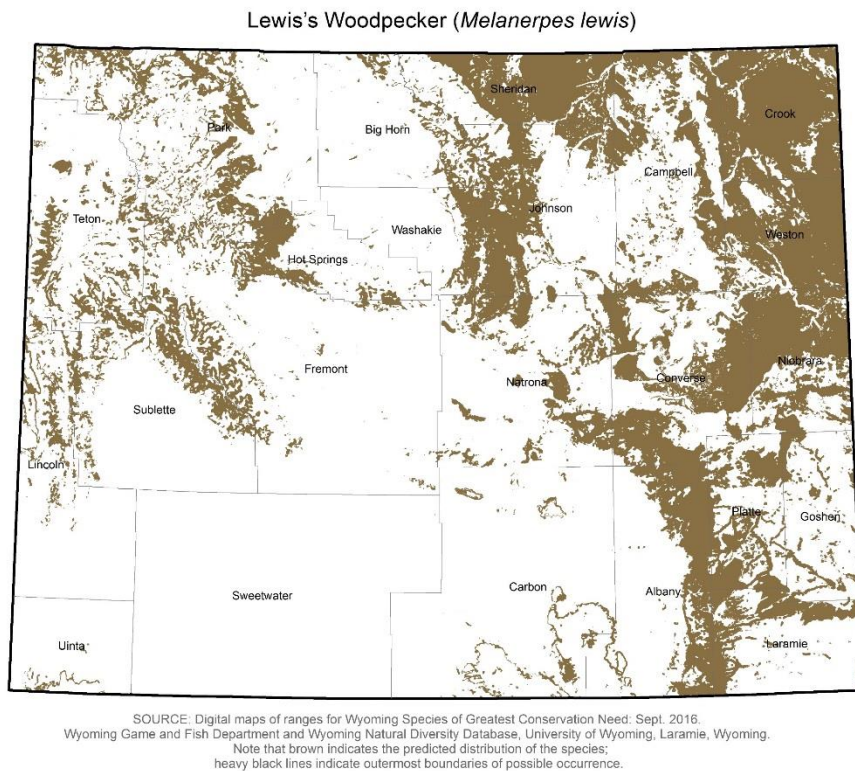 Lewis's Woodpecker (Melanerpes lewis)
Sheridan
Park
Big Horn
Crook
Campbell
Teton
Johnson
Washakie
Weston
Hot Springs
Fremont
Natrona
Converse
Niobrara
Sublette
Lincoln
Platte
Goshen
Sweetwater
Carbon
Albany
Uinta
Laramie
SOURCE: Digital maps of ranges for Wyoming Species of Greatest Conservation Need: Sept. 2016.
Wyoming Game and Fish Department and Wyoming Natural Diversity Database, University of Wyoming, Laramie, Wyoming.
Note that brown indicates the predicted distribution of the species;
heavy black lines indicate outermost boundaries of possible occurrence.